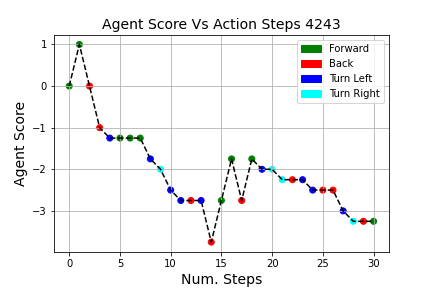 Agent Score Vs Action Steps 4243
Agent Score
1
0
−1
−2
−3
Forward
Back
Turn Left
Turn Right
0 5 10 15 20 25 30
Num. Steps